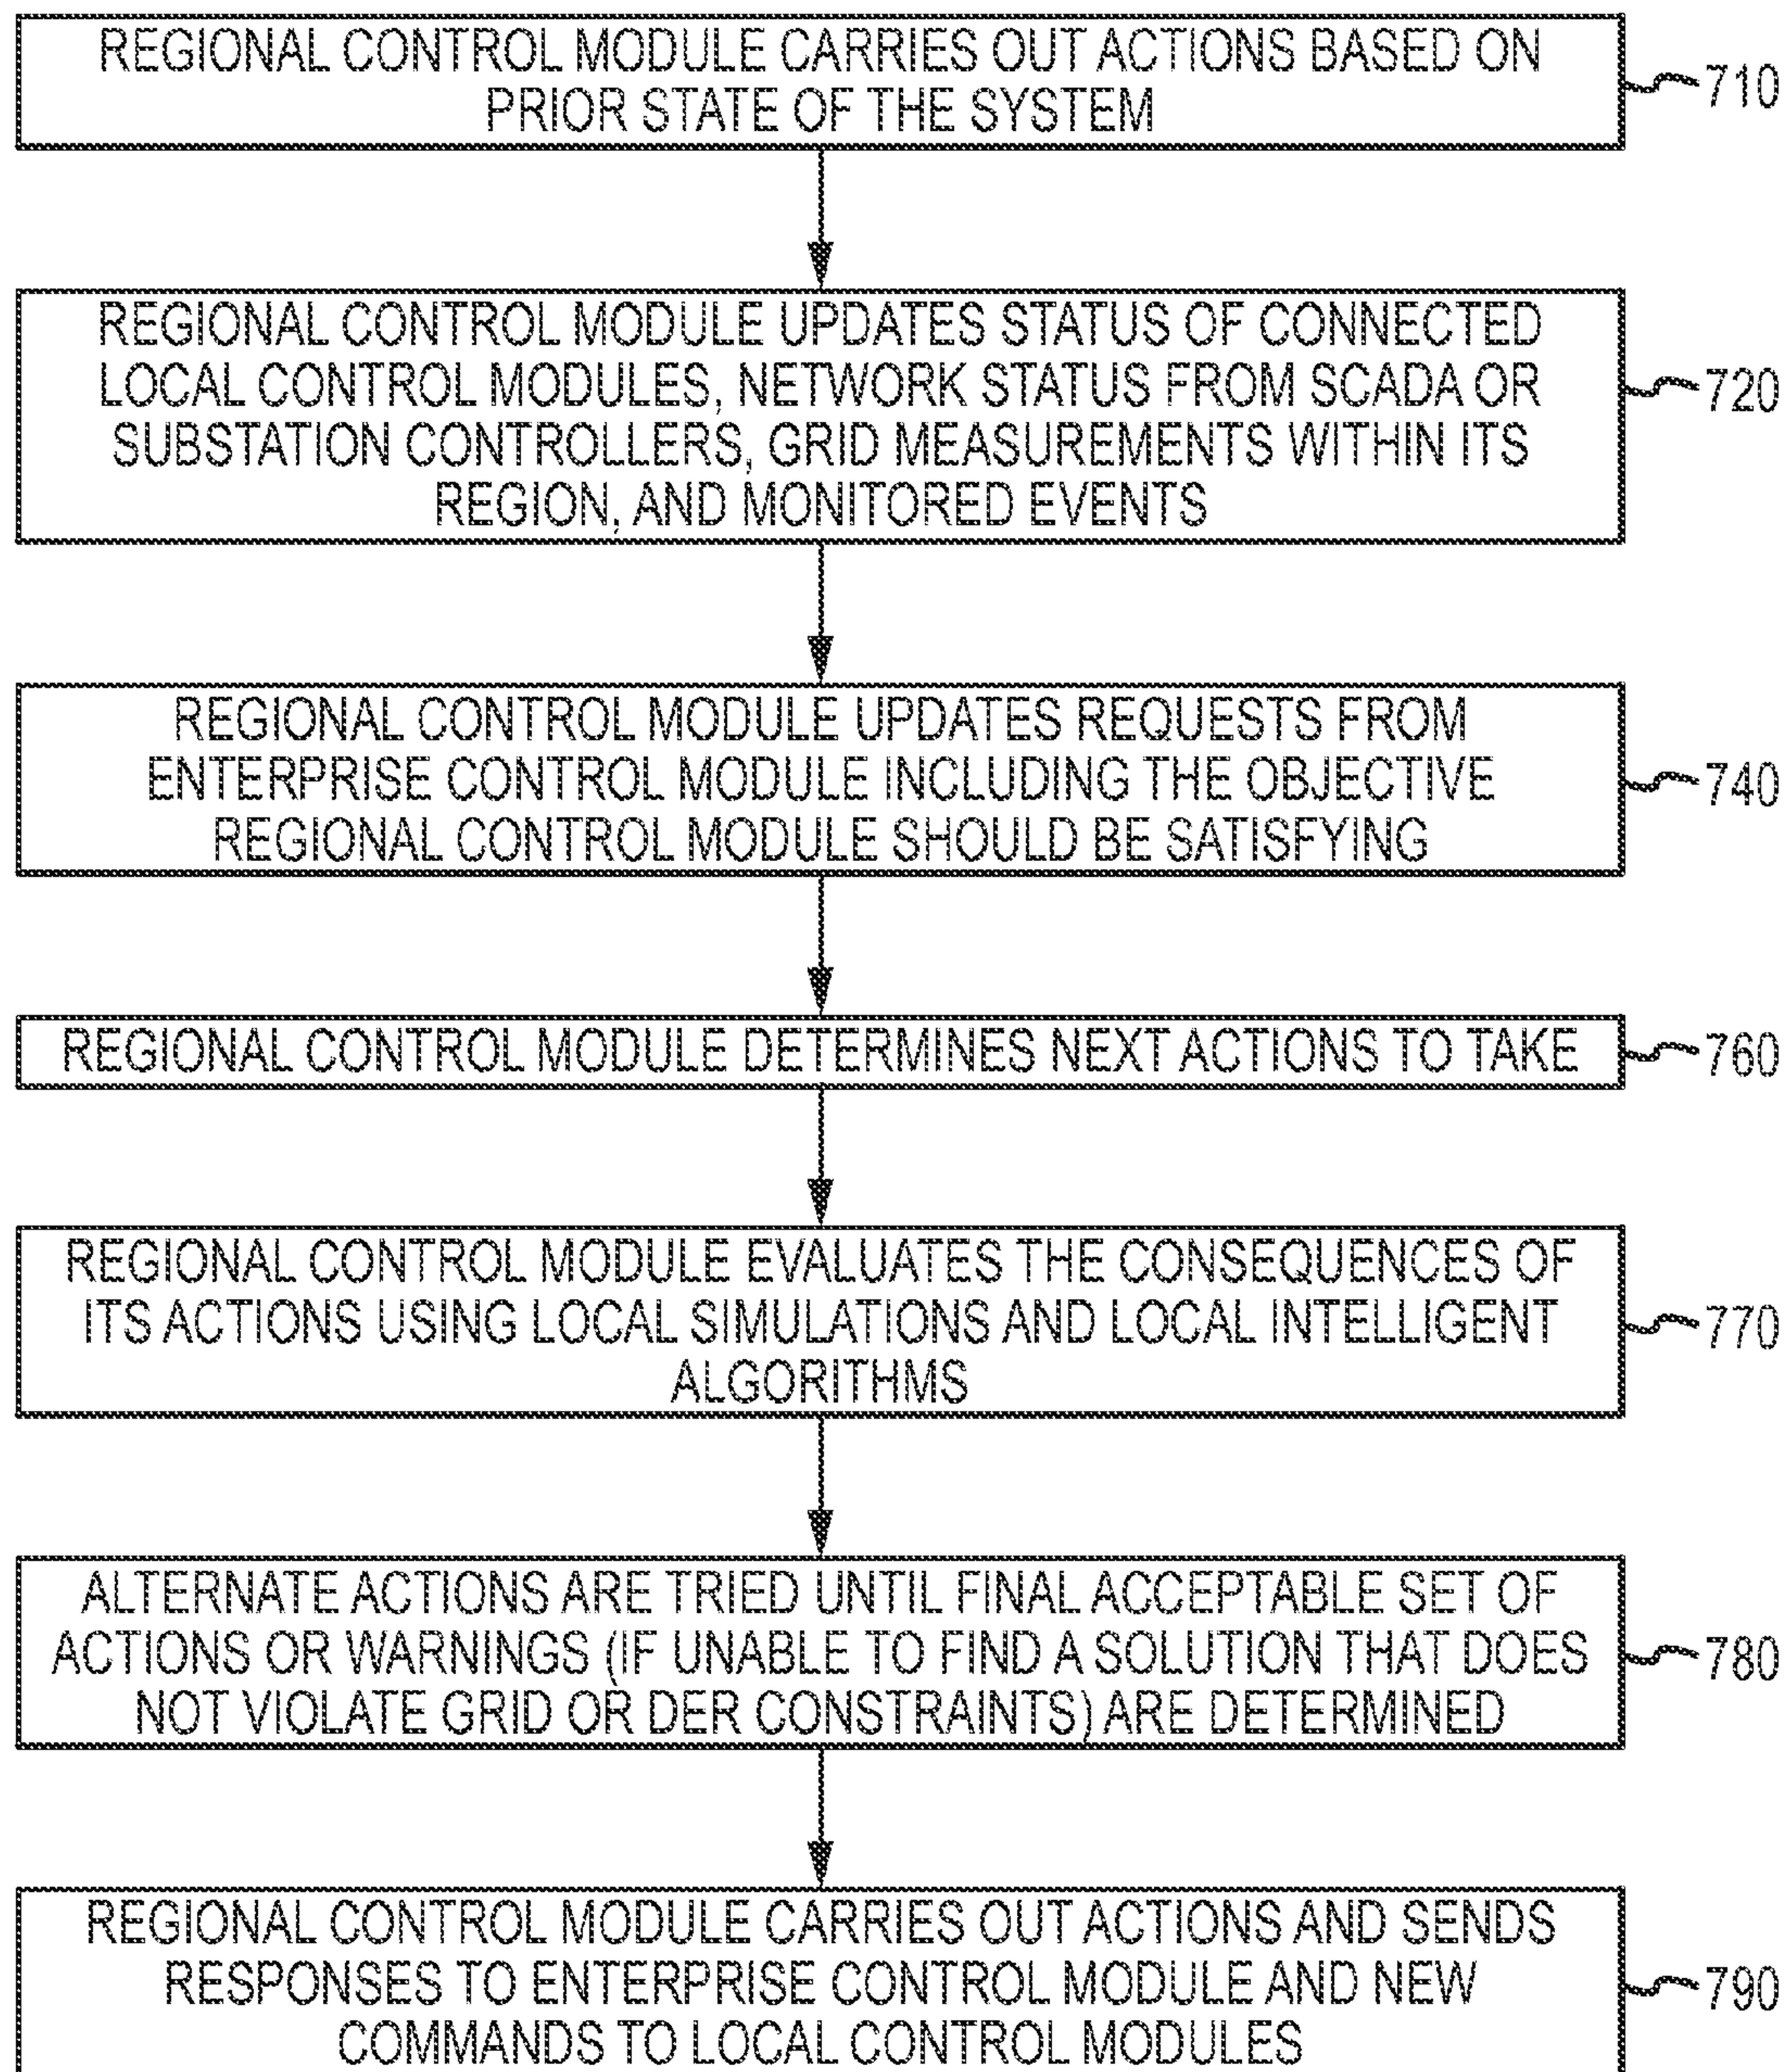 REGIONAL CONTROL MODULE CARRIES OUT ACTIONS BASED ON
PRIOR STATE OF THE SYSTEM
710
REGIONAL CONTROL MODULE UPDATES STATUS OF CONNECTED
LOCAL CONTROL MODULES, NETWORK STATUS FROM SCADA OR
SUBSTATION CONTROLLERS, GRID MEASUREMENTS WITHIN ITS
REGION, AND MONITORED EVENTS
720
REGIONAL CONTROL MODULE UPDATES REQUESTS FROM
ENTERPRISE CONTROL MODULE INCLUDING THE OBJECTIVE
REGIONAL CONTROL MODULE SHOULD BE SATISFYING
740
REGIONAL CONTROL MODULE DETERMINES NEXT ACTIONS TO TAKE
760
REGIONAL CONTROL MODULE EVALUATES THE CONSEQUENCES OF
ITS ACTIONS USING LOCAL SIMULATIONS AND LOCAL INTELLIGENT
ALGORITHMS
770
ALTERNATE ACTIONS ARE TRIED UNTIL FINAL ACCEPTABLE SET OF
ACTIONS OR WARNINGS (IF UNABLE TO FIND A SOLUTION THAT DOES
NOT VIOLATE GRID OR DER CONSTRAINTS) ARE DETERMINED
780
REGIONAL CONTROL MODULE CARRIES OUT ACTIONS AND SENDS
RESPONSES TO ENTERPRISE CONTROL MODULE AND NEW
COMMANDS TO LOCAL CONTROL MODULES
790